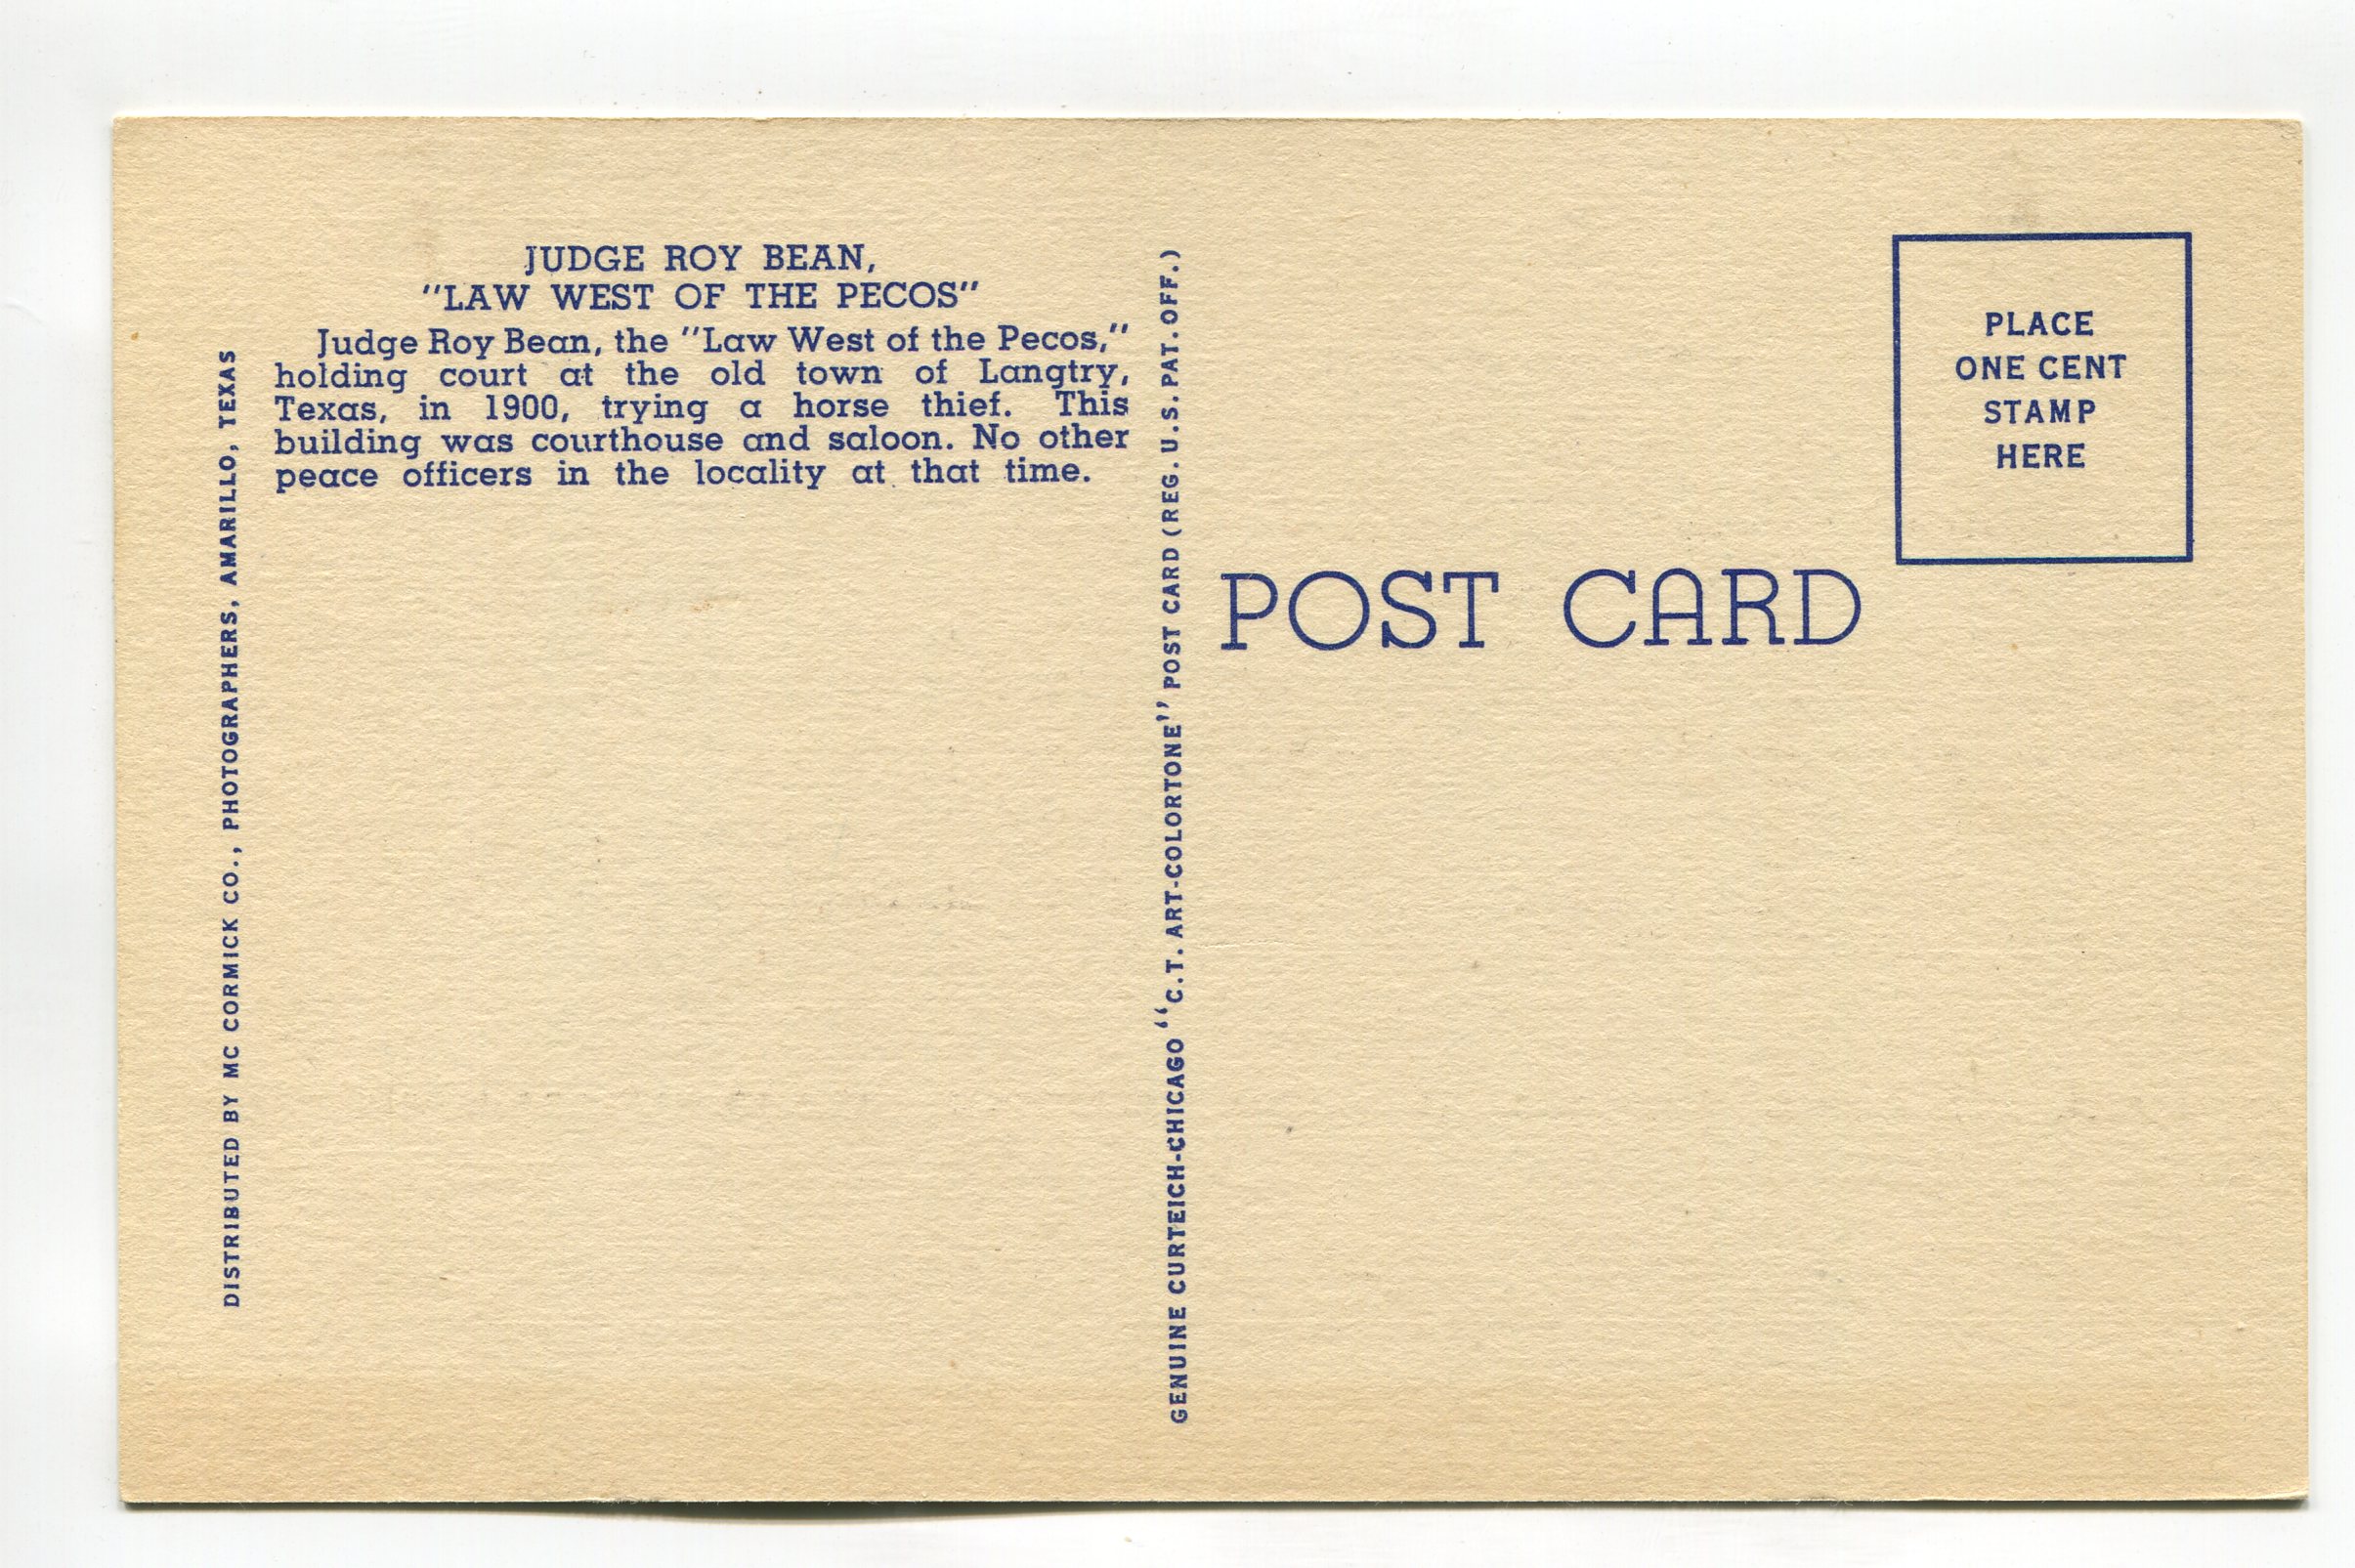 JUDGE ROY BEAN,
"LAW WEST OF THE PECOS"
Judge Roy Bean, the "Law West of the Pecos,"
holding court at the old town of Langtry,
Texas, in 1900, trying a horse thief. This
building was courthouse and saloon. No other
peace officers in the locality at that time.
DISTRIBUTED BY MC CORMICK CO., PHOTOGRAPHERS, AMARILLO, TEXAS
GENUINE CURTEICH-CHICAGO "C.T. ART-COLORTONE" POST CARD (REG. U.S. PAT. OFF.)
POST CARD
PLACE
ONE CENT
STAMP
HERE